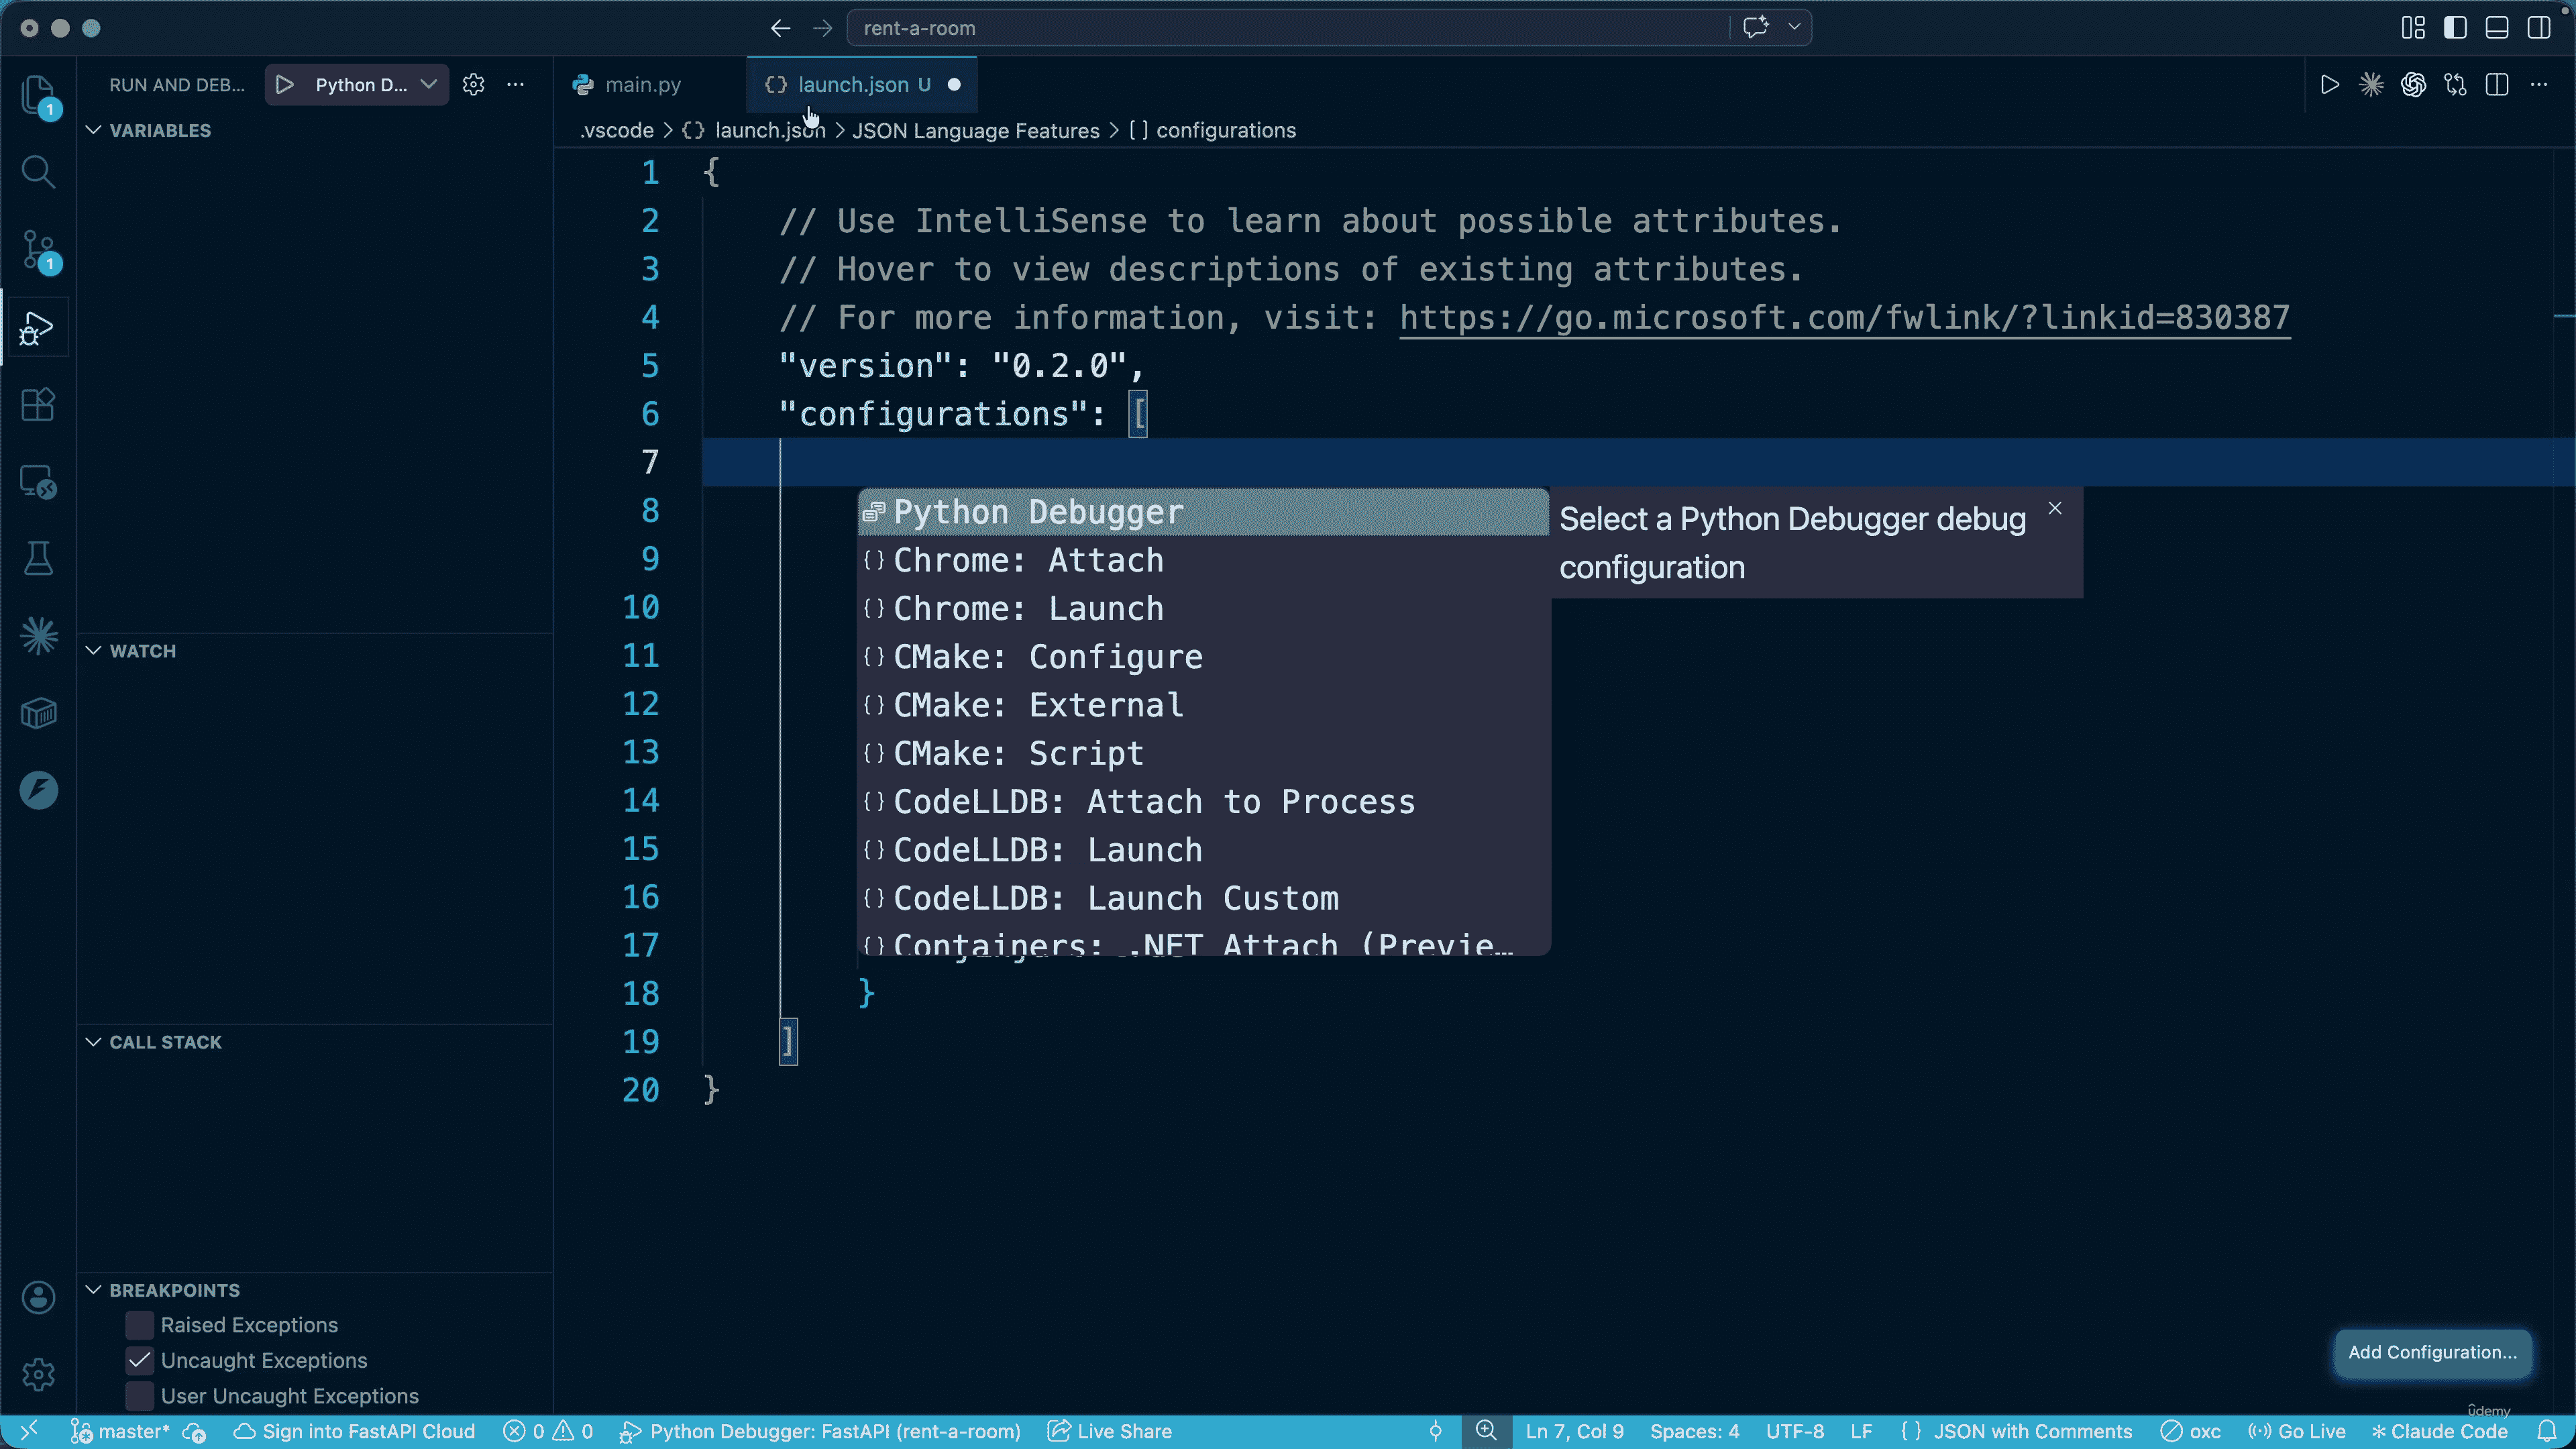 rent-a-room
RUN AND DEB...
Python D...
main.py
launch.json U
1
VARIABLES
.vscode > {} launch.json > JSON Language Features > [ ] configurations
1 {
2 // Use IntelliSense to learn about possible attributes.
3 // Hover to view descriptions of existing attributes.
4 // For more information, visit: https://go.microsoft.com/fwlink/?linkid=830387
5 "version": "0.2.0",
6 "configurations": [
1
7
8
Python Debugger
Select a Python Debugger debug
configuration
9
Chrome: Attach
10
Chrome: Launch
11
CMake: Configure
WATCH
12
CMake: External
13
CMake: Script
14
CodeLLDB: Attach to Process
15
CodeLLDB: Launch
16
CodeLLDB: Launch Custom
17
Containers: .NET Attach (Previe…
18 }
19 ]
20 }
CALL STACK
BREAKPOINTS
Raised Exceptions
Uncaught Exceptions
User Uncaught Exceptions
Add Configuration...
udemy
master*
Sign into FastAPI Cloud
0
0
Python Debugger: FastAPI (rent-a-room)
Live Share
Ln 7, Col 9
Spaces: 4
UTF-8
LF
{ } JSON with Comments
oxc
Go Live
Claude Code